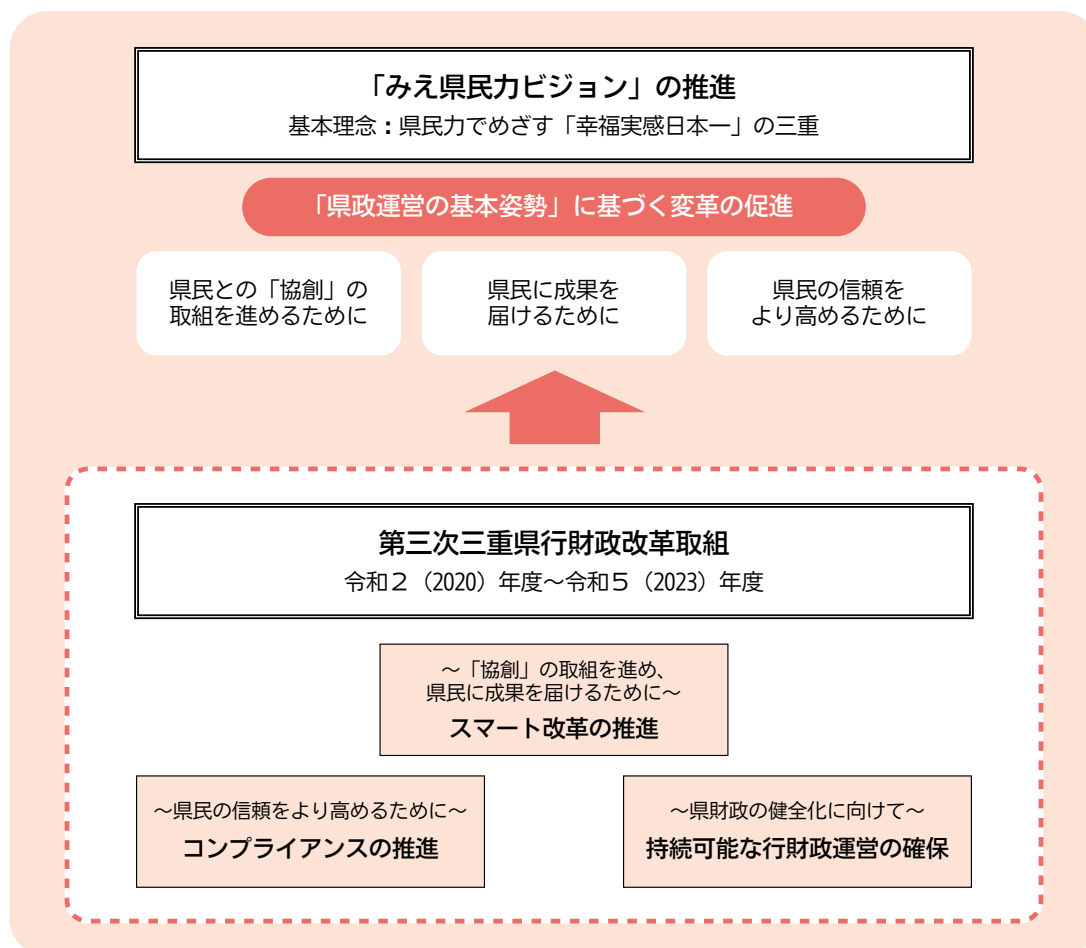 「みえ県民力ビジョン」の推進
基本理念：県民力でめざす「幸福実感日本一」の三重
「県政運営の基本姿勢」に基づく変革の促進
県民との「協創」の
取組を進めるために
県民に成果を
届けるために
県民の信頼を
より高めるために
第三次三重県行財政改革取組
令和２（2020）年度～令和５（2023）年度
～「協創」の取組を進め、
県民に成果を届けるために～
スマート改革の推進
～県民の信頼をより高めるために～
コンプライアンスの推進
～県財政の健全化に向けて～
持続可能な行財政運営の確保